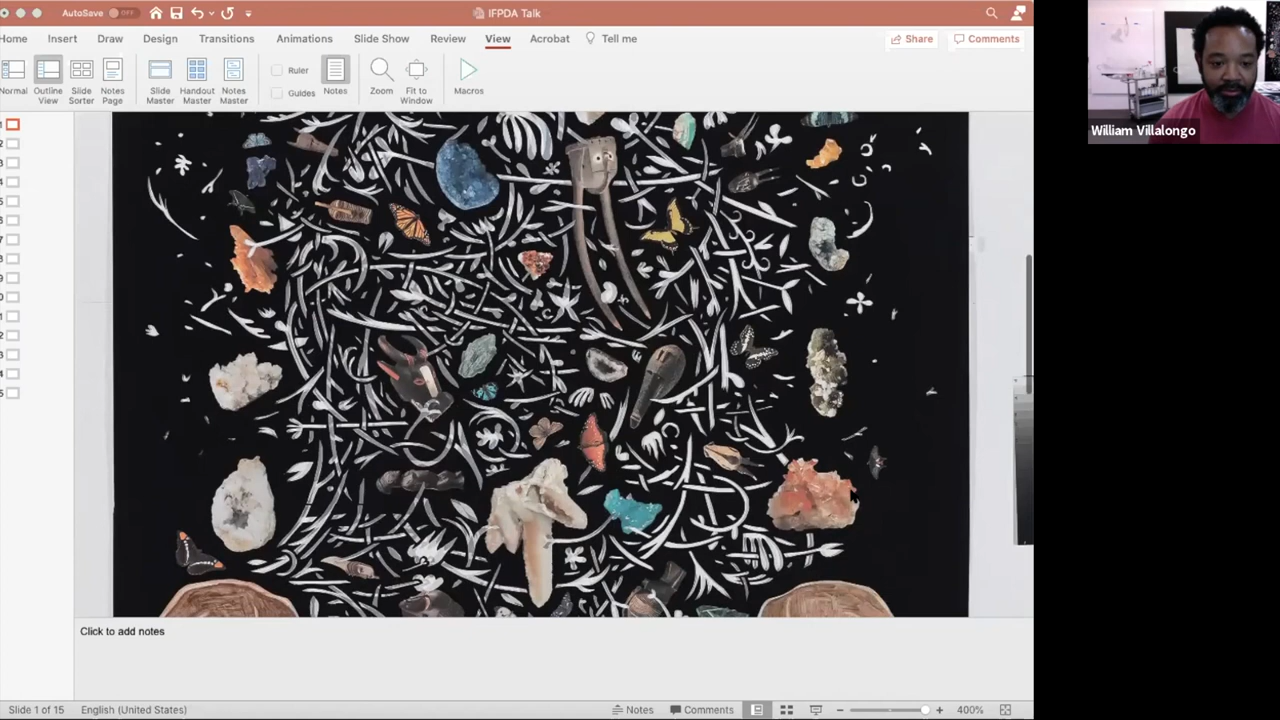 AutoSave OFF
IFPDA Talk
Home Insert Draw Design Transitions Animations Slide Show Review View Acrobat Tell me
Share Comments
Normal
Outline View
Slide Sorter
Notes Page
Slide Master
Handout Master
Notes Master
Ruler
Guides
Notes
Zoom
Fit to Window
Macros
William Villalongo
Click to add notes
Slide 1 of 15 English (United States) Notes Comments 400%